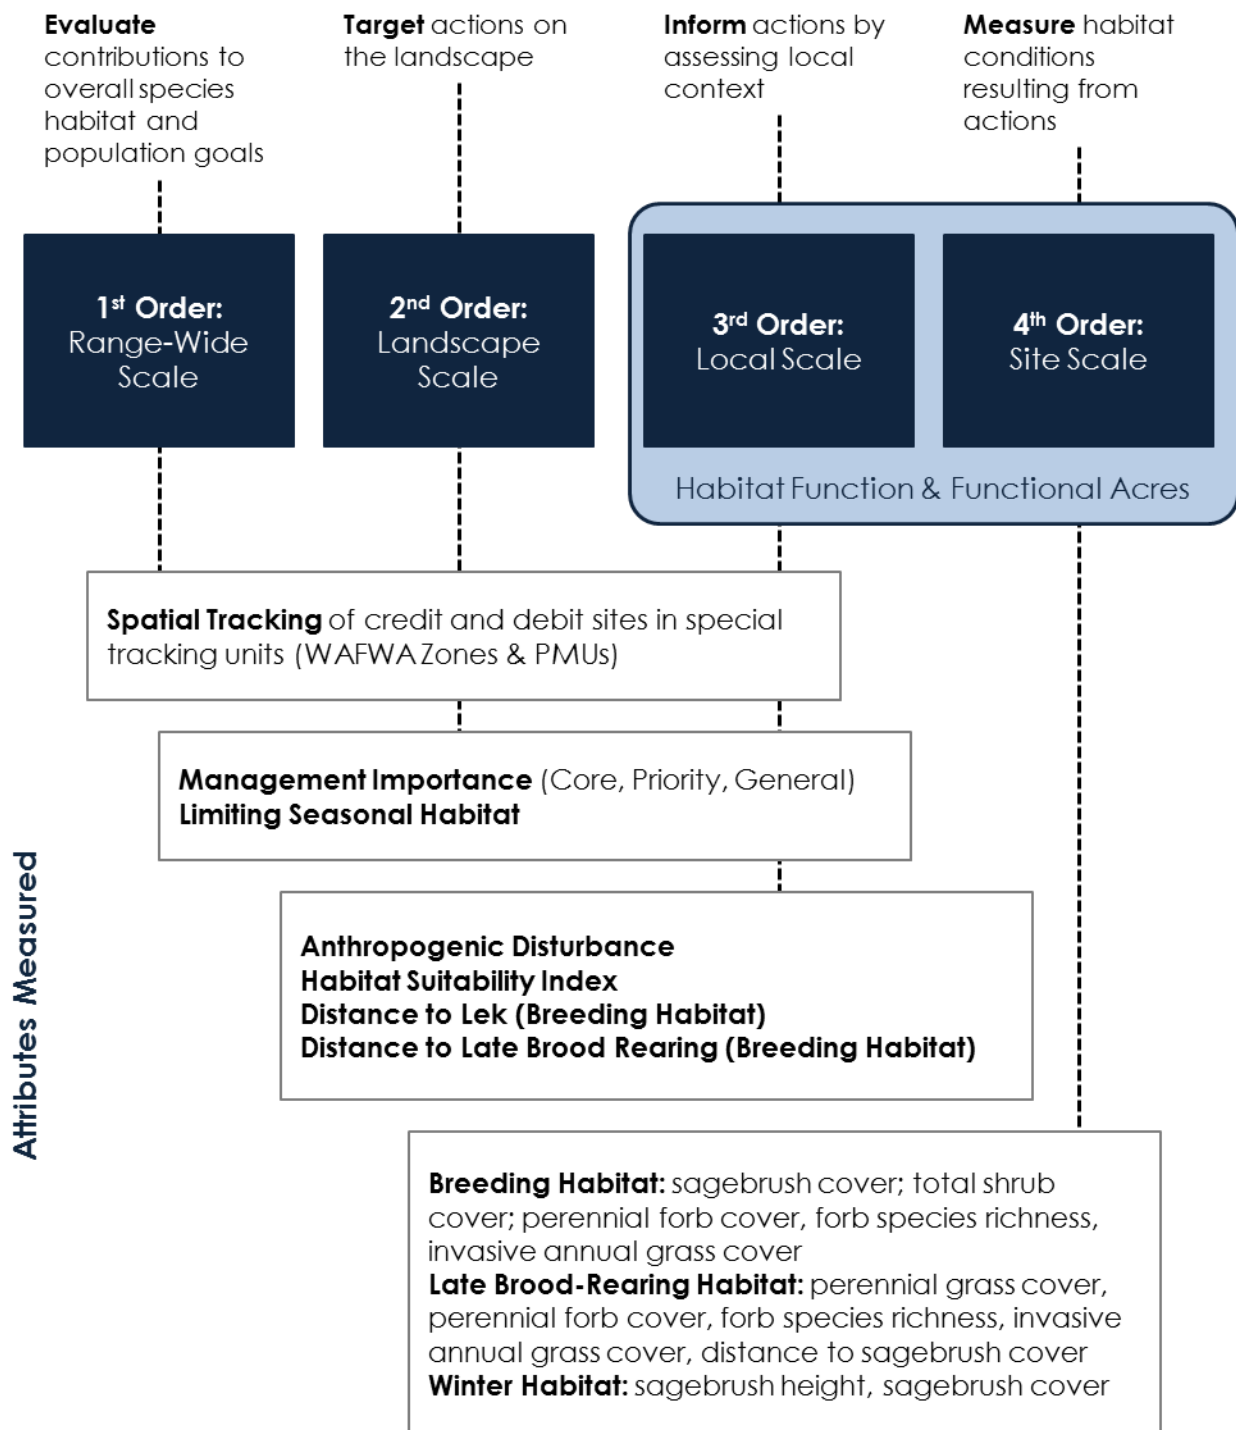 Evaluate
contributions to
overall species
habitat and
population goals
Target actions on
the landscape
Inform actions by
assessing local
context
Measure habitat
conditions
resulting from
actions
1st Order:
Range-Wide
Scale
2nd Order:
Landscape
Scale
3rd Order:
Local Scale
4th Order:
Site Scale
Habitat Function & Functional Acres
Spatial Tracking of credit and debit sites in special
tracking units (WAFWA Zones & PMUs)
Management Importance (Core, Priority, General)
Limiting Seasonal Habitat
Attributes Measured
Anthropogenic Disturbance
Habitat Suitability Index
Distance to Lek (Breeding Habitat)
Distance to Late Brood Rearing (Breeding Habitat)
Breeding Habitat: sagebrush cover; total shrub
cover; perennial forb cover, forb species richness,
invasive annual grass cover
Late Brood-Rearing Habitat: perennial grass cover,
perennial forb cover, forb species richness, invasive
annual grass cover, distance to sagebrush cover
Winter Habitat: sagebrush height, sagebrush cover